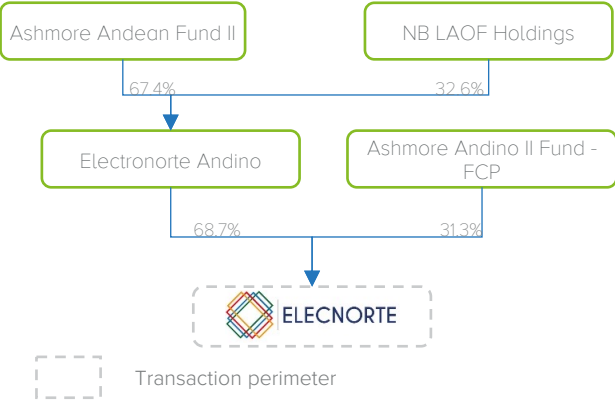 Ashmore Andean Fund II
NB LAOF Holdings
67.4%
32.6%
Electronorte Andino
Ashmore Andino II Fund -
FCP
68.7%
31.3%
ELECNORTE
Transaction perimeter